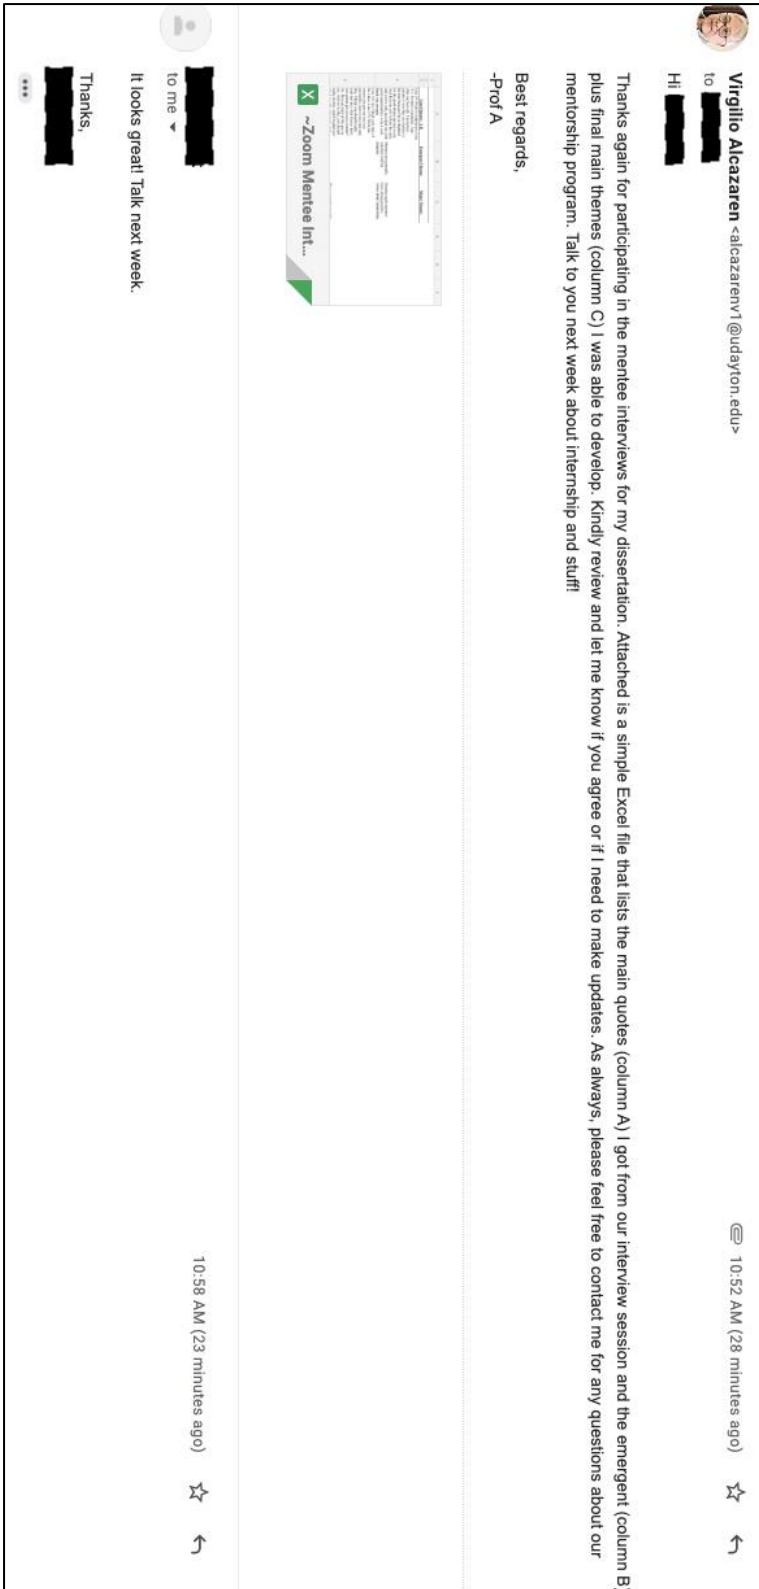 Virgilio Alcazaren <alcazarenv1@udayton.edu>
10:52 AM (28 minutes ago)
to
Hi
Thanks again for participating in the mentee interviews for my dissertation. Attached is a simple Excel file that lists the main quotes (column A) I got from our interview session and the emergent (column B
plus final main themes (column C) I was able to develop. Kindly review and let me know if you agree or if I need to make updates. As always, please feel free to contact me for any questions about our
mentorship program. Talk to you next week about internship and stuff!
Best regards,
-Prof A
X ~Zoom Mentee Int...
10:58 AM (23 minutes ago)
to me
It looks great! Talk next week.
Thanks,